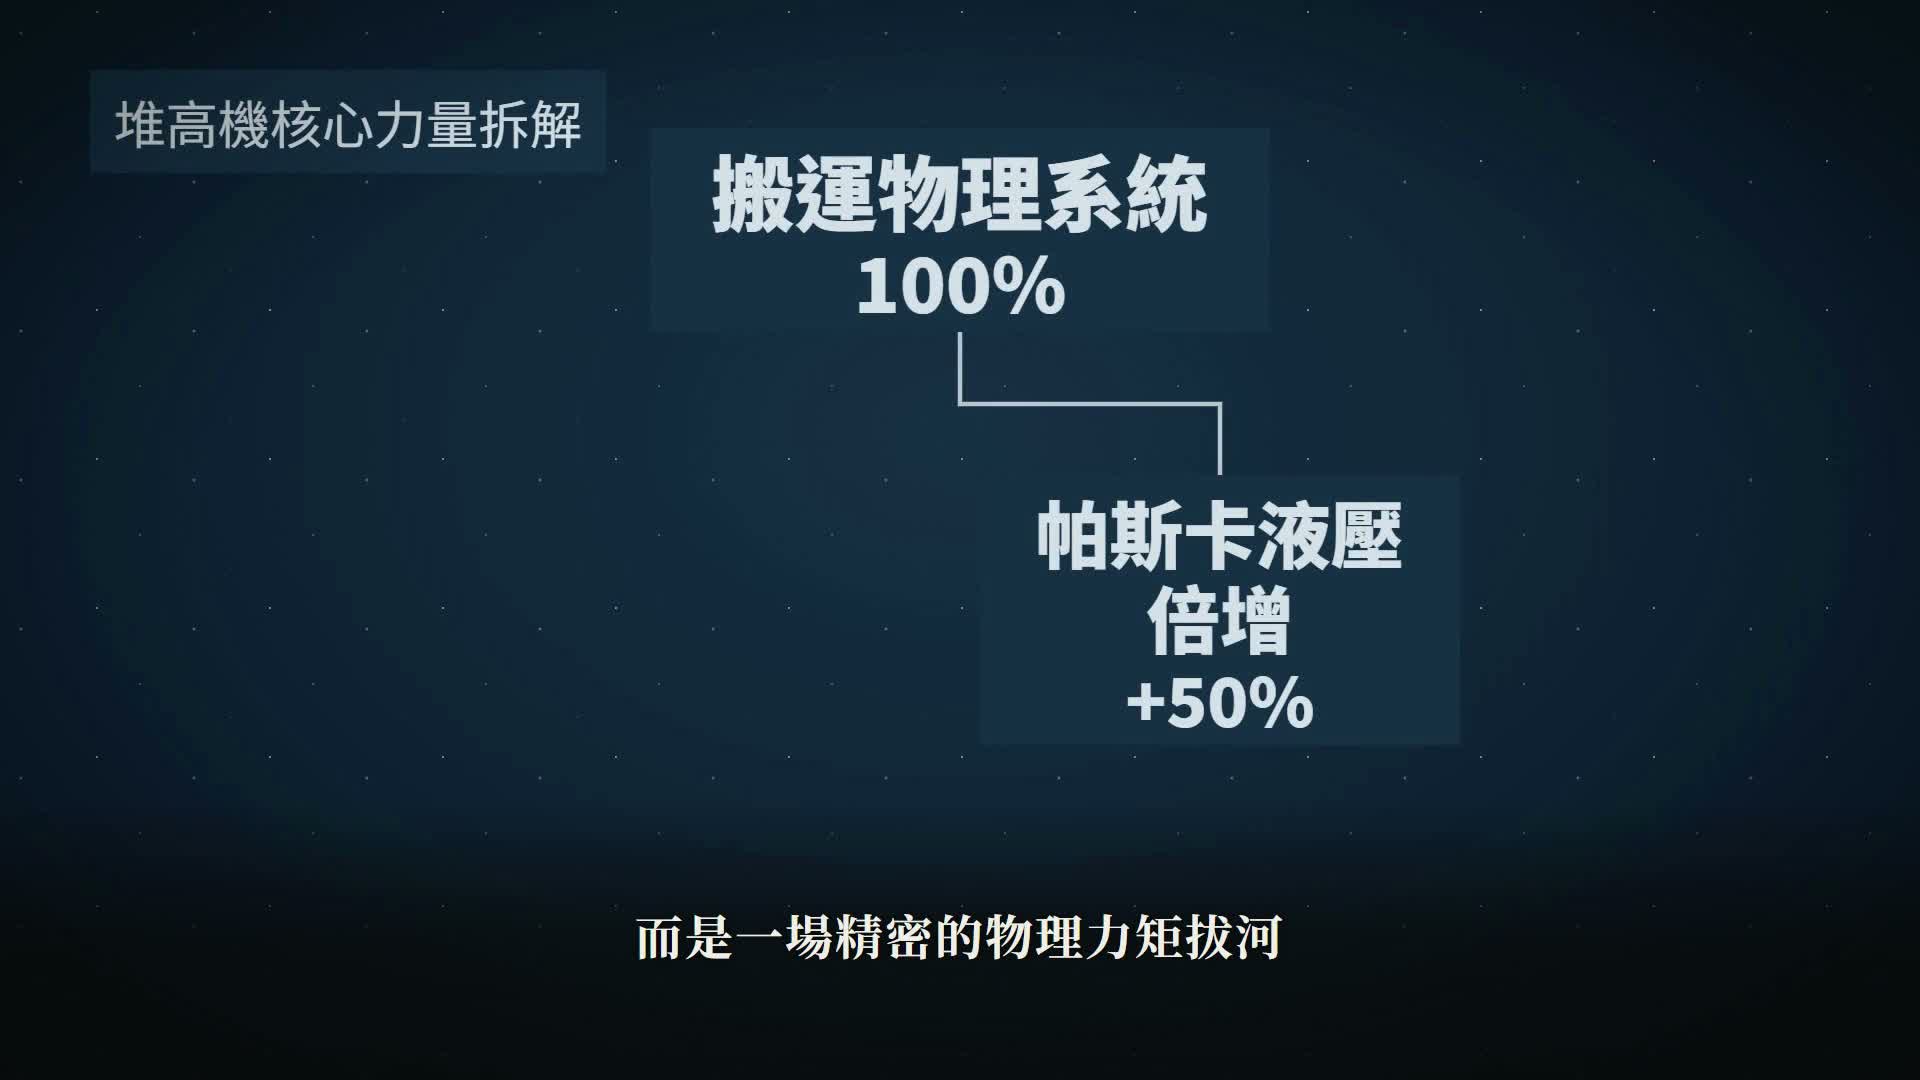 堆高機核心力量拆解
搬運物理系統
100%
帕斯卡液壓
倍增
+50%
而是一場精密的物理力矩拔河